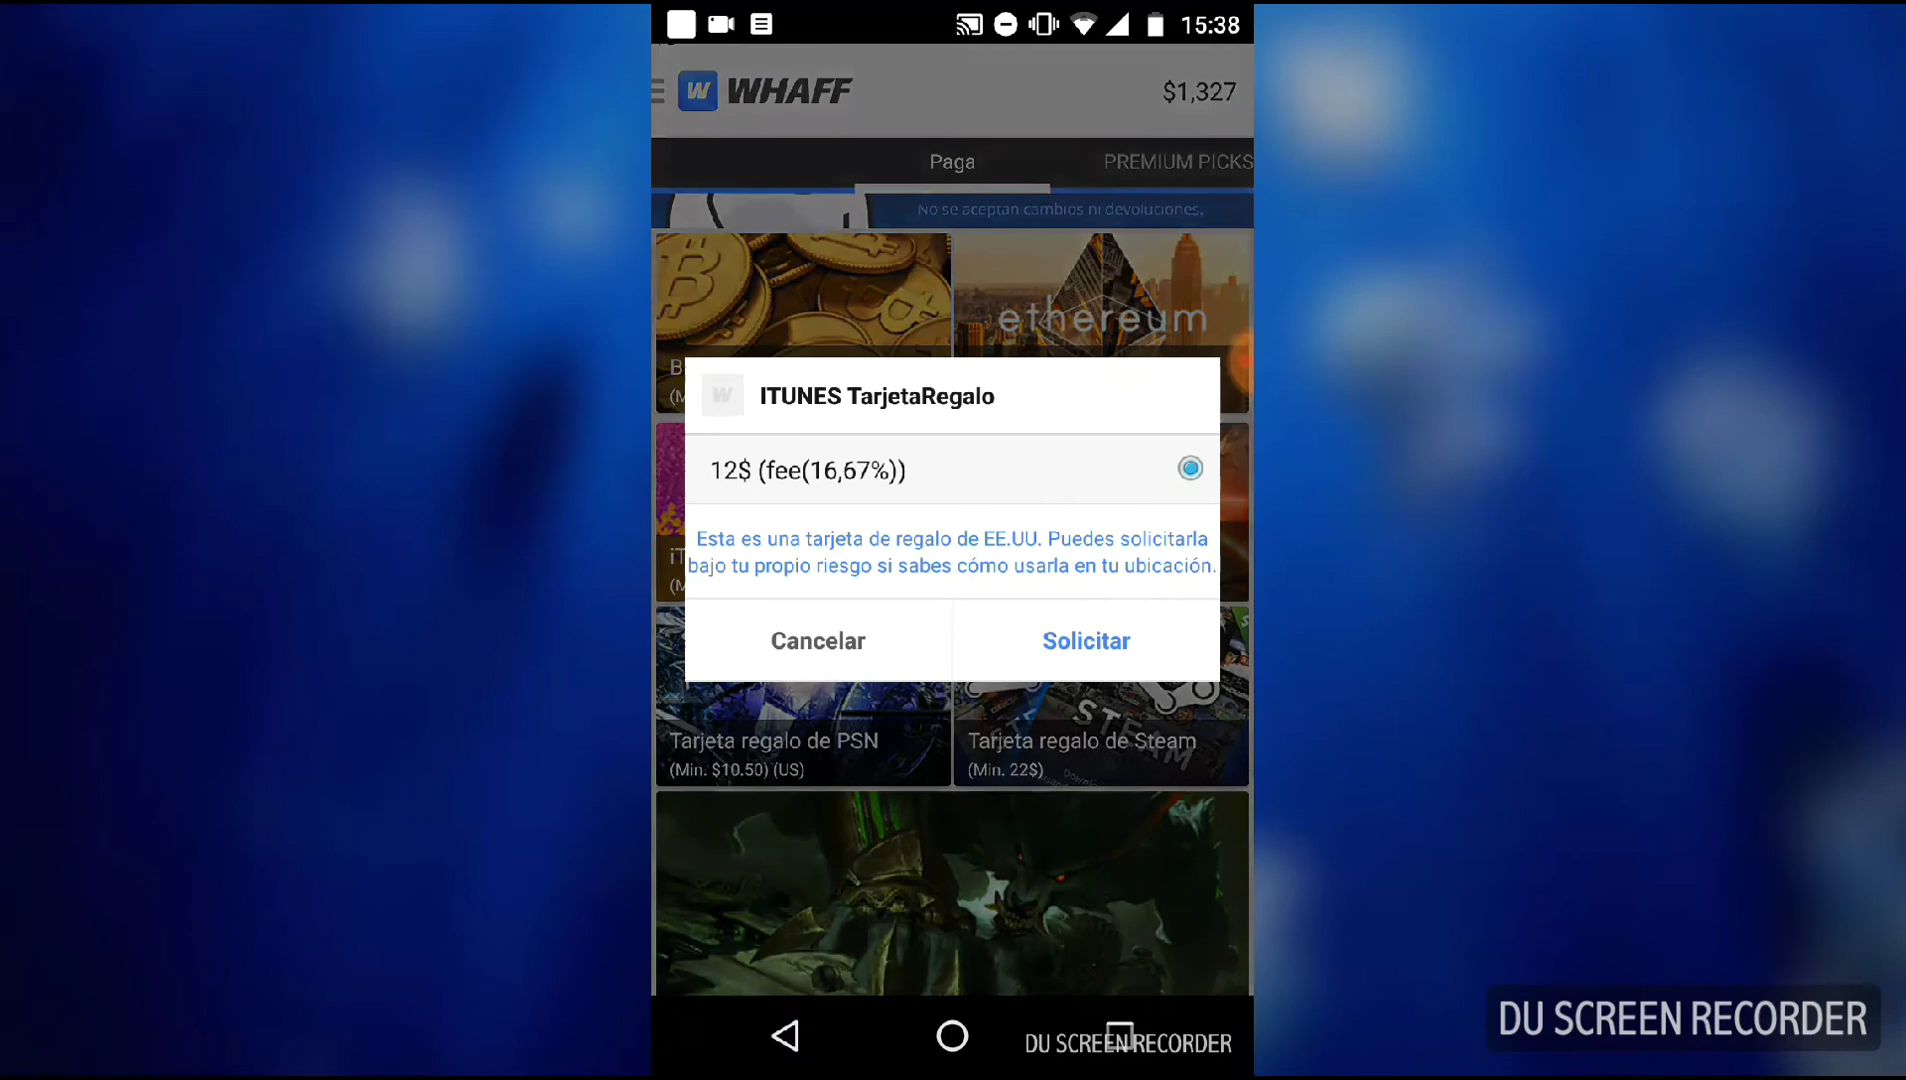 15:38
W WHAFF
$1,327
Paga
PREMIUM PICKS
No se aceptan cambios ni devoluciones.
ethereum
ITUNES TarjetaRegalo
12$ (fee(16,67%))
Esta es una tarjeta de regalo de EE.UU. Puedes solicitarla
bajo tu propio riesgo si sabes cómo usarla en tu ubicación.
Cancelar
Solicitar
STEAM
Tarjeta regalo de PSN
(Min. $10.50) (US)
Tarjeta regalo de Steam
(Min. 22$)
DU SCREEN RECORDER
DU SCREEN RECORDER